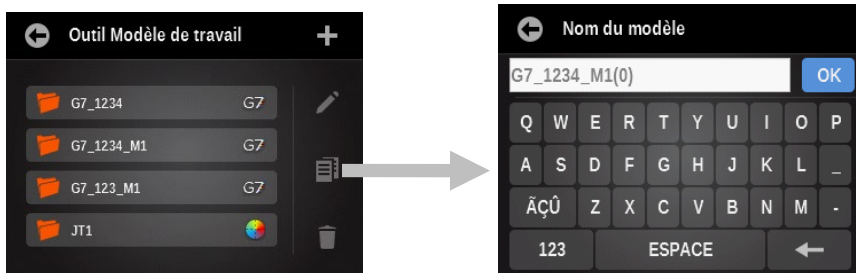 Outil Modèle de travail
G7_1234 G7
G7_1234_M1 G7
G7_123_M1 G7
JT1
Nom du modèle
G7_1234_M1(0) OK
Q W E R T Y U I O P
A S D F G H J K L _
ÃÇÛ Z X C V B N M -
123 ESPACE